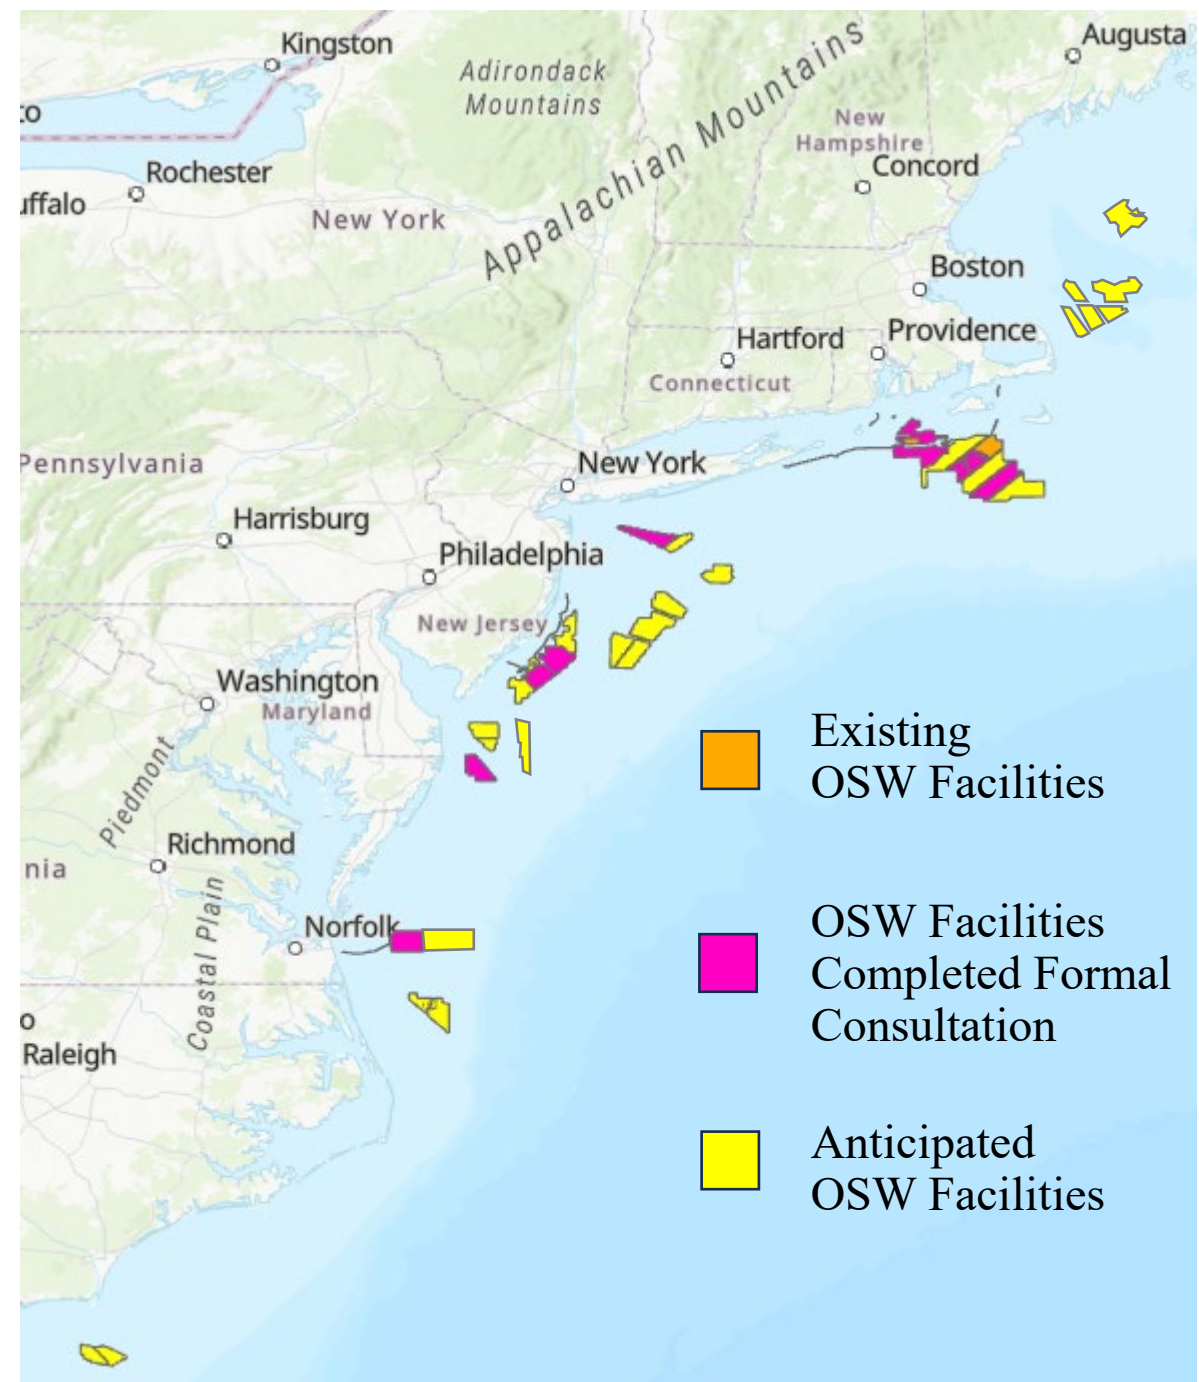 Kingston
Augusta
Adirondack
Mountains
Appalachian Mountains
New
Hampshire
Concord
Rochester
New York
Boston
Hartford
Providence
Connecticut
Pennsylvania
New York
Harrisburg
Philadelphia
New Jersey
Washington
Maryland
Piedmont
Existing
OSW Facilities
Richmond
nia
Coastal Plain
Norfolk
OSW Facilities
Completed Formal
Consultation
Raleigh
Anticipated
OSW Facilities